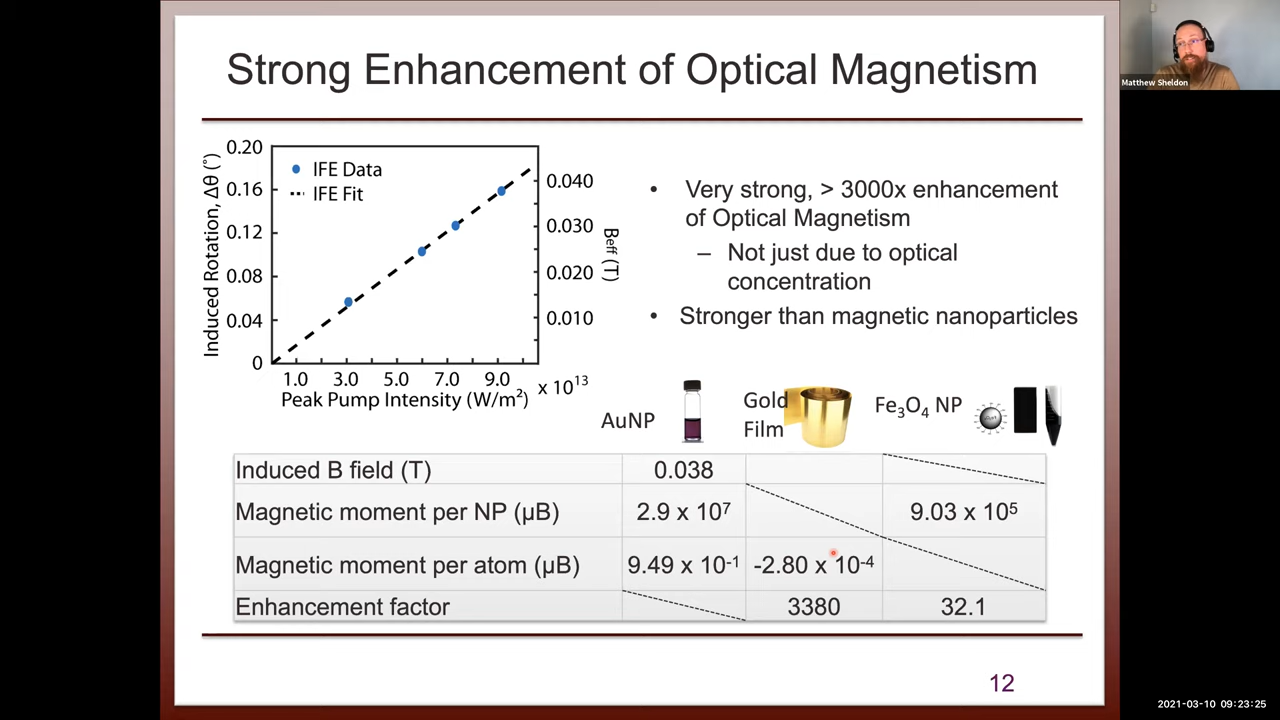 Strong Enhancement of Optical Magnetism
Matthew Sheldon
Induced Rotation, Δθ (°)
0.20
0.16
0.12
0.08
0.04
0
IFE Data
IFE Fit
0.040
0.030
0.020
0.010
Beff (T)
1.0 3.0 5.0 7.0 9.0 x 10¹³
Peak Pump Intensity (W/m²)
• Very strong, > 3000x enhancement
of Optical Magnetism
– Not just due to optical
concentration
• Stronger than magnetic nanoparticles
AuNP
Gold
Film
Fe₃O₄ NP
Induced B field (T) 0.038
Magnetic moment per NP (µB) 2.9 x 10⁷ 9.03 x 10⁵
Magnetic moment per atom (µB) 9.49 x 10⁻¹ -2.80 x 10⁻⁴
Enhancement factor 3380 32.1
12
2021-03-10 09:23:25